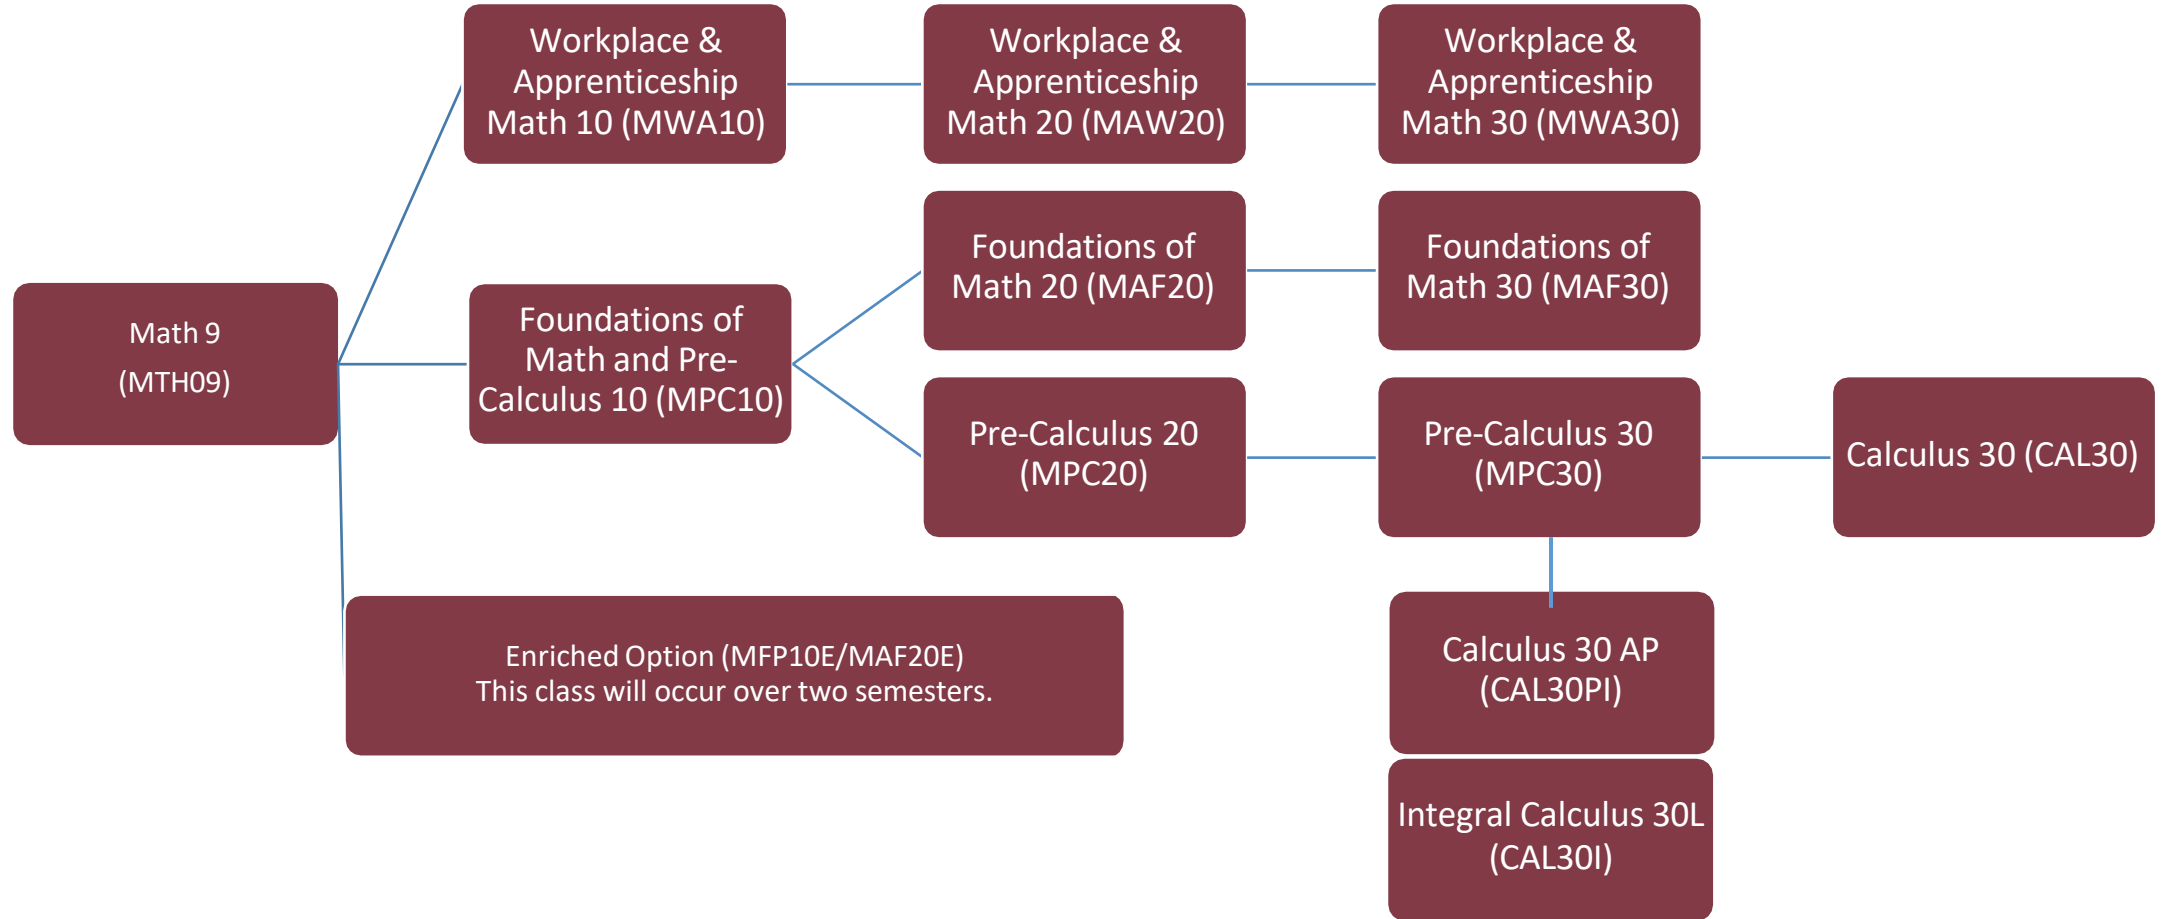 Workplace &
Apprenticeship
Math 10 (MWA10)
Workplace &
Apprenticeship
Math 20 (MAW20)
Workplace &
Apprenticeship
Math 30 (MWA30)
Foundations of
Math 20 (MAF20)
Foundations of
Math 30 (MAF30)
Math 9
(MTH09)
Foundations of
Math and Pre-
Calculus 10 (MPC10)
Pre-Calculus 20
(MPC20)
Pre-Calculus 30
(MPC30)
Calculus 30 (CAL30)
Enriched Option (MFP10E/MAF20E)
This class will occur over two semesters.
Calculus 30 AP
(CAL30PI)
Integral Calculus 30L
(CAL30I)